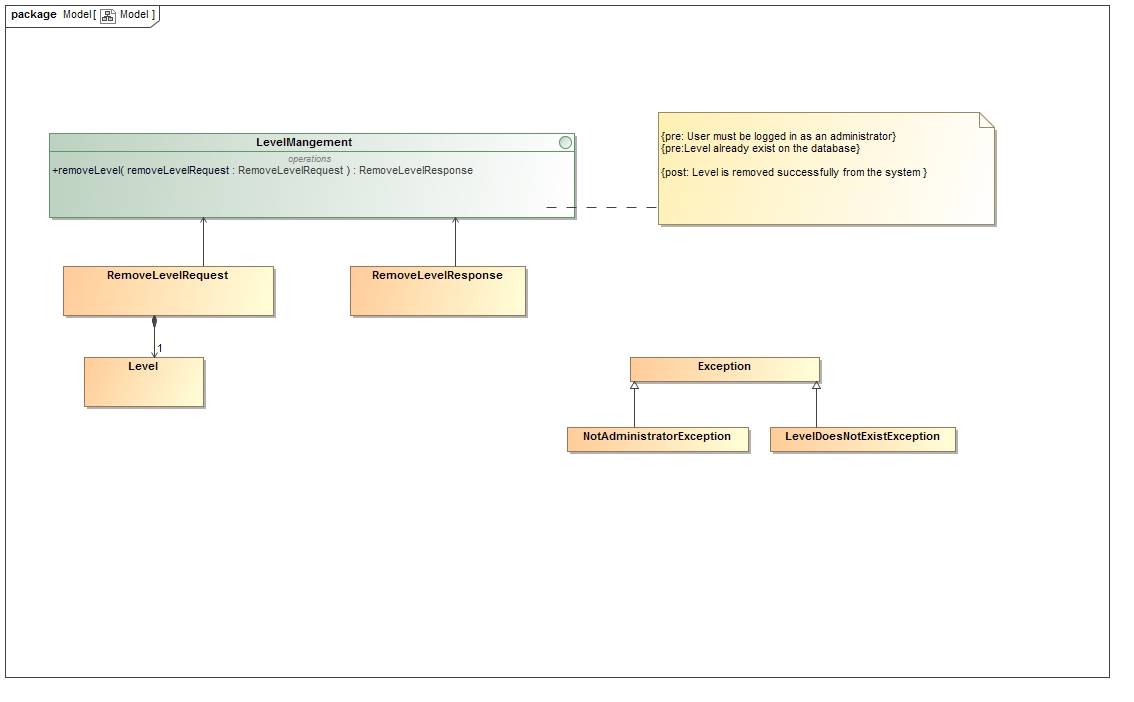 package Model[ Model ]
LevelMangement
operations
+removeLevel( removeLevelRequest : RemoveLevelRequest ) : RemoveLevelResponse
{pre: User must be logged in as an administrator}
{pre:Level already exist on the database}
{post: Level is removed successfully from the system }
RemoveLevelRequest
RemoveLevelResponse
1
Level
Exception
NotAdministratorException
LevelDoesNotExistException